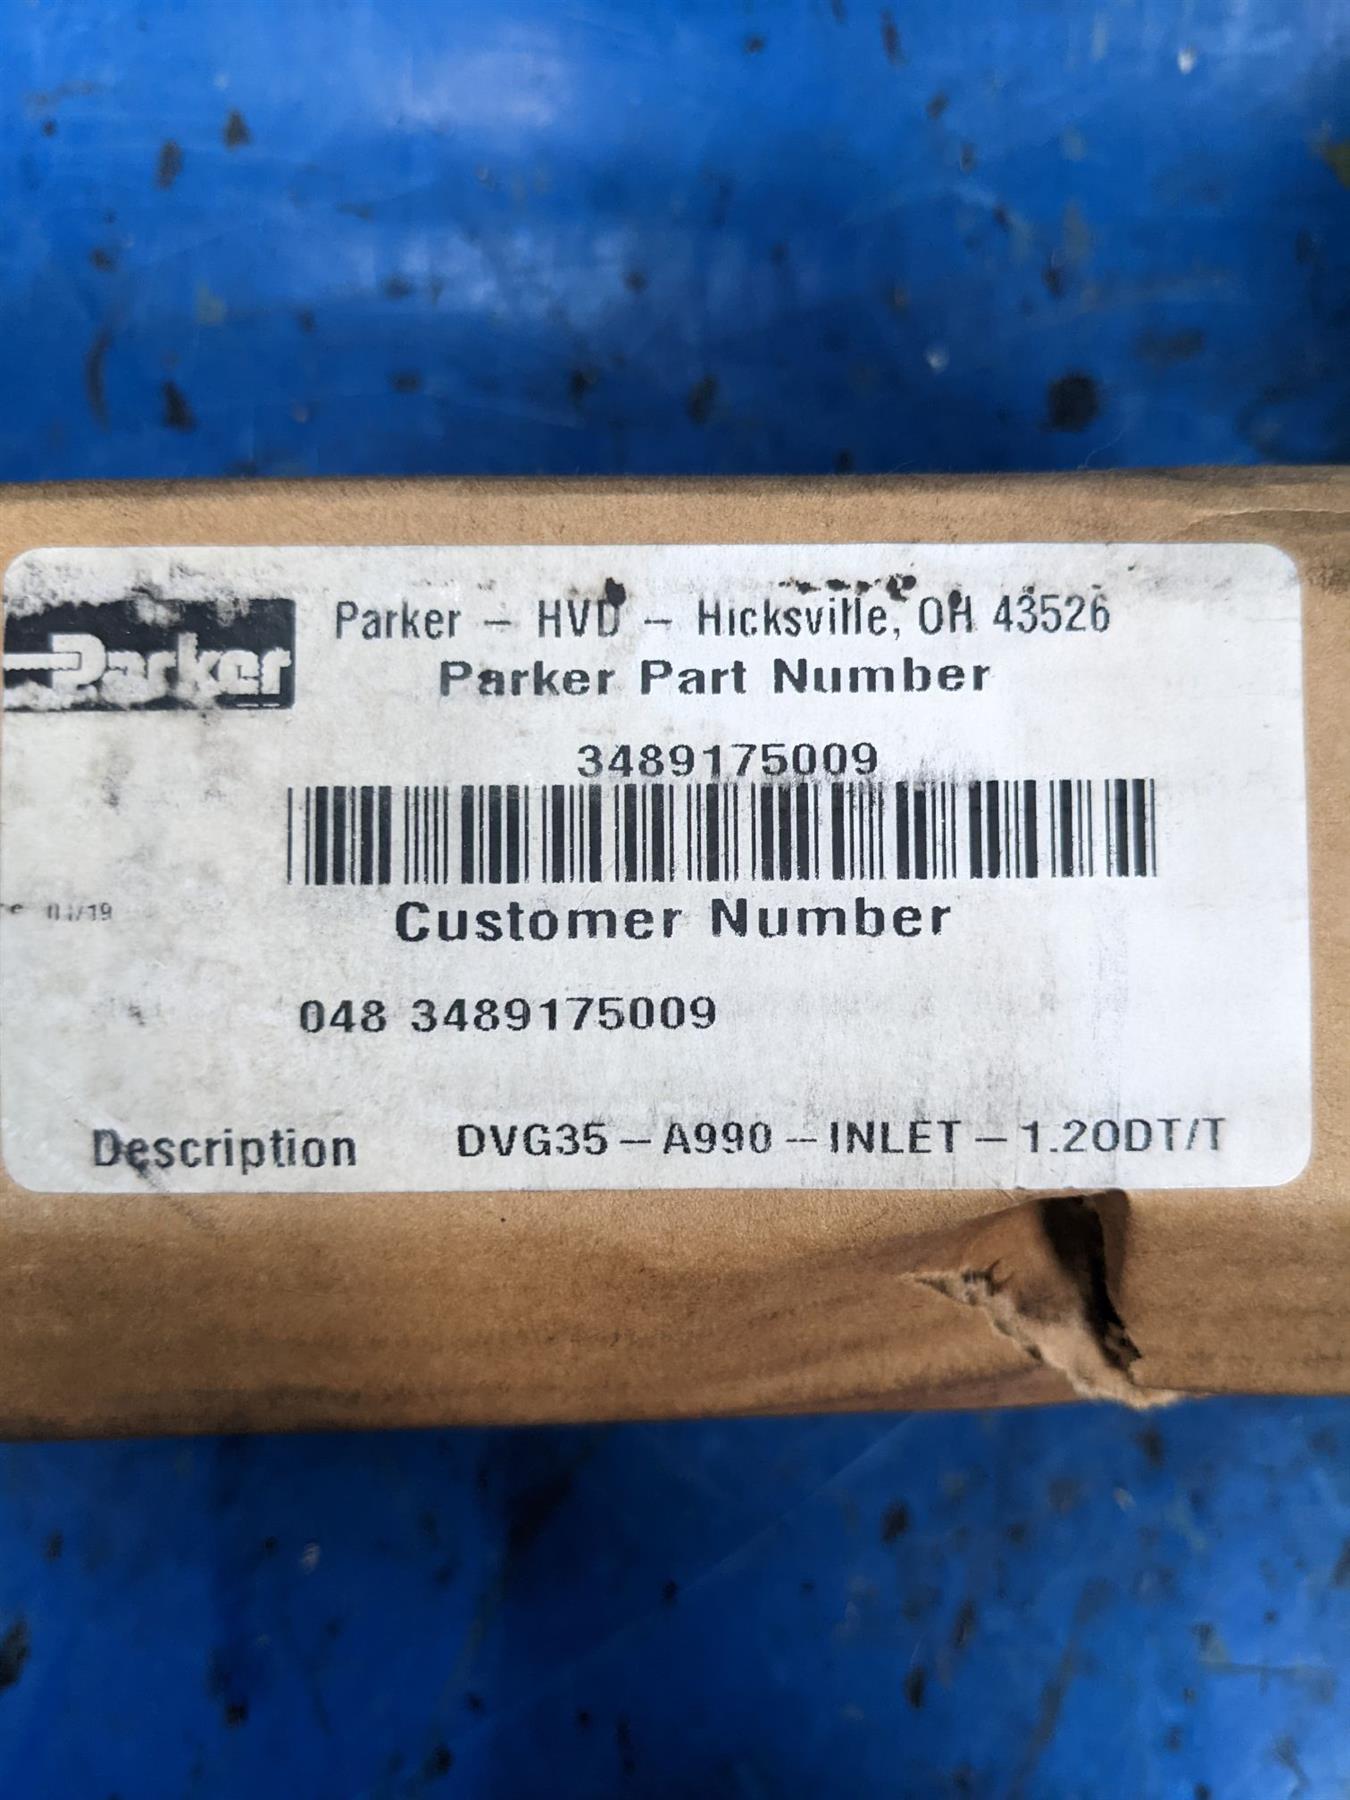 Parker
Parker – HVD – Hicksville, OH 43526
Parker Part Number
3489175009
Customer Number
048 3489175009
Description DVG35–A990–INLET–1.20DT/T